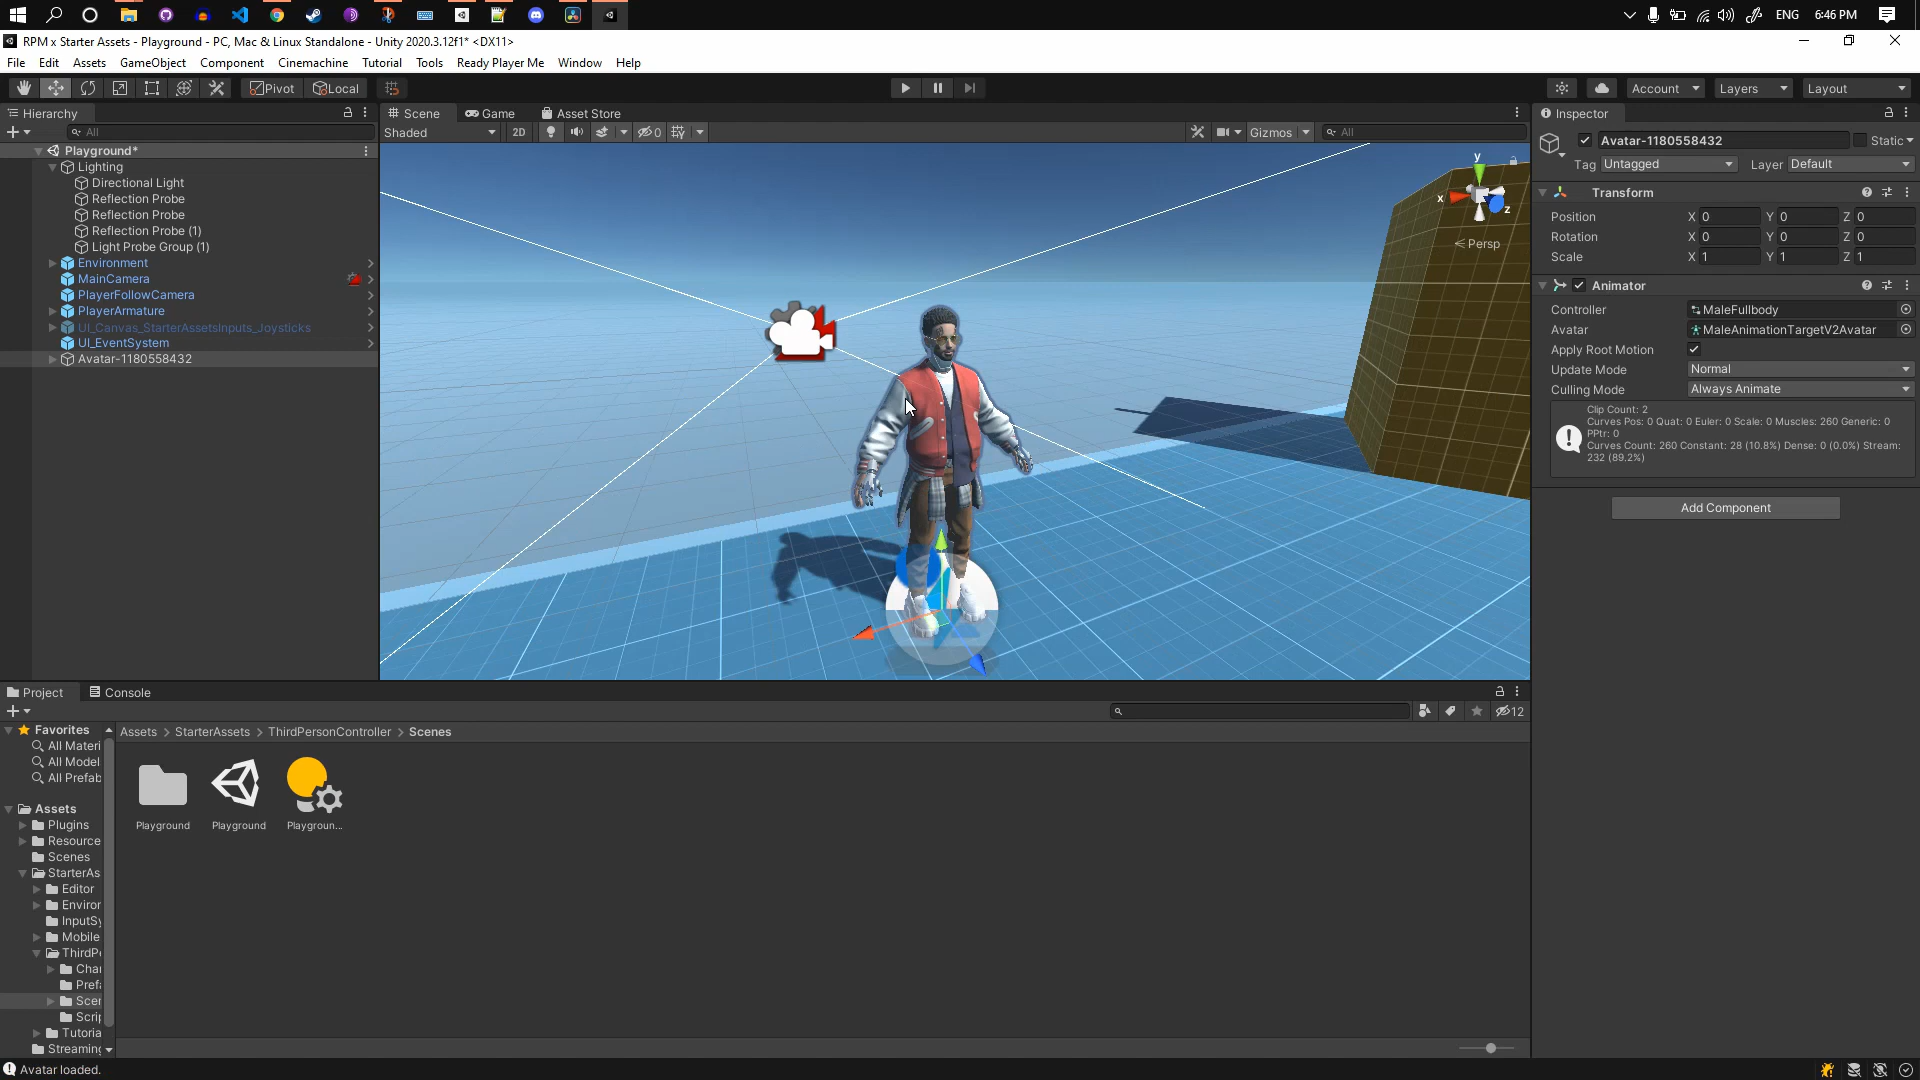 ENG 6:46 PM
RPM x Starter Assets - Playground - PC, Mac & Linux Standalone - Unity 2020.3.12f1* <DX11>
File Edit Assets GameObject Component Cinemachine Tutorial Tools Ready Player Me Window Help
Pivot Local Account Layers Layout
Hierarchy
All
Playground*
Lighting
Directional Light
Reflection Probe
Reflection Probe
Reflection Probe (1)
Light Probe Group (1)
Environment
MainCamera
PlayerFollowCamera
PlayerArmature
UI_Canvas_StarterAssetsInputs_Joysticks
UI_EventSystem
Avatar-1180558432
Scene Game Asset Store
Shaded 2D 0 Gizmos All
y
x
z
Persp
Inspector
Avatar-1180558432 Static
Tag Untagged Layer Default
Transform
Position X 0 Y 0 Z 0
Rotation X 0 Y 0 Z 0
Scale X 1 Y 1 Z 1
Animator
Controller MaleFullbody
Avatar MaleAnimationTargetV2Avatar
Apply Root Motion
Update Mode Normal
Culling Mode Always Animate
Clip Count: 2
Curves Pos: 0 Quat: 0 Euler: 0 Scale: 0 Muscles: 260 Generic: 0
PPtr: 0
Curves Count: 260 Constant: 28 (10.8%) Dense: 0 (0.0%) Stream:
232 (89.2%)
Add Component
Project Console
12
Favorites
All Materi
All Model
All Prefab
Assets
Plugins
Resource
Scenes
StarterAs
Editor
Enviror
InputSy
Mobile
ThirdPe
Char
Prefa
Scen
Scrip
Tutoria
Streaming
Assets > StarterAssets > ThirdPersonController > Scenes
Playground Playground Playgroun...
Avatar loaded.